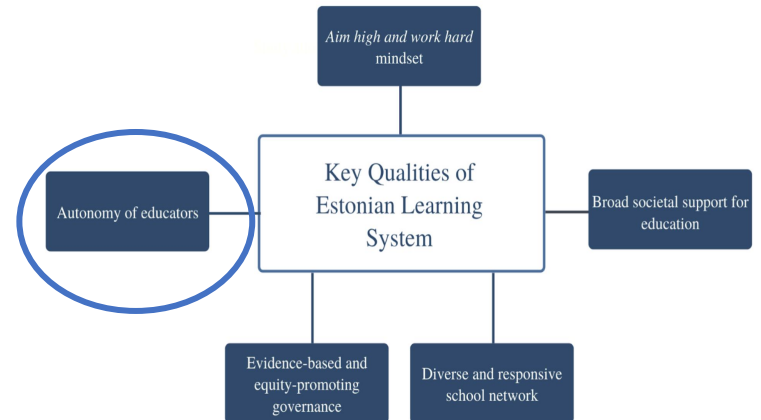 Aim high and work hard
mindset
Key Qualities of
Estonian Learning
System
Autonomy of educators
Broad societal support for
education
Evidence-based and
equity-promoting
governance
Diverse and responsive
school network